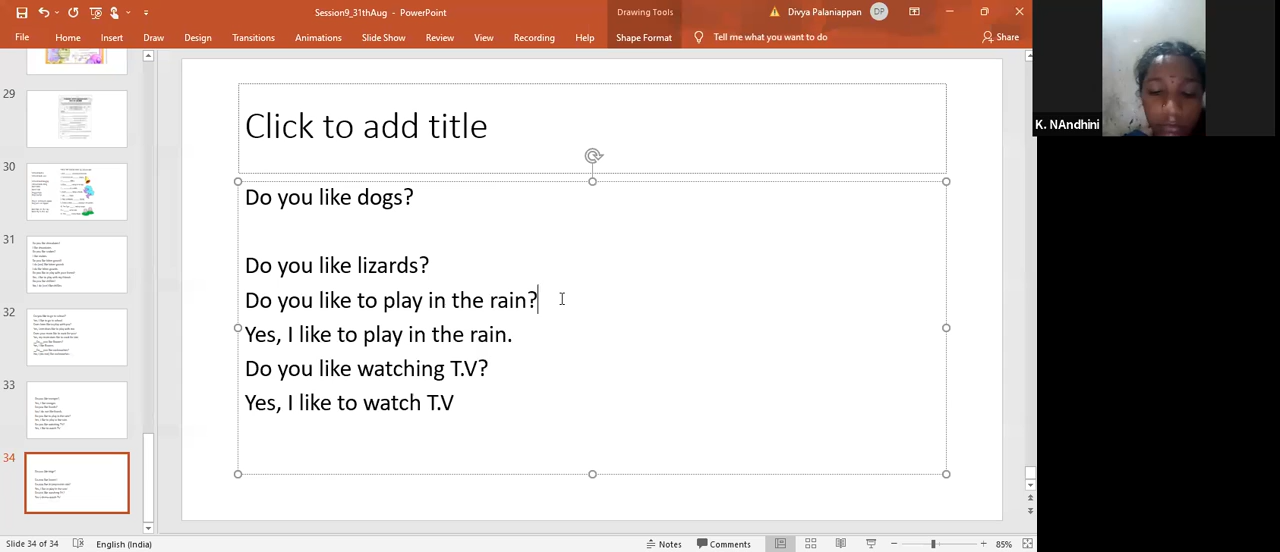 Session9_31thAug - PowerPoint
Drawing Tools
Divya Palaniappan
DP
File
Home
Insert
Draw
Design
Transitions
Animations
Slide Show
Review
View
Recording
Help
Shape Format
Tell me what you want to do
Share
K. NAndhini
29
30
31
32
33
34
Click to add title
Do you like dogs?
Do you like lizards?
Do you like to play in the rain?
Yes, I like to play in the rain.
Do you like watching T.V?
Yes, I like to watch T.V
Slide 34 of 34
English (India)
Notes
Comments
85%